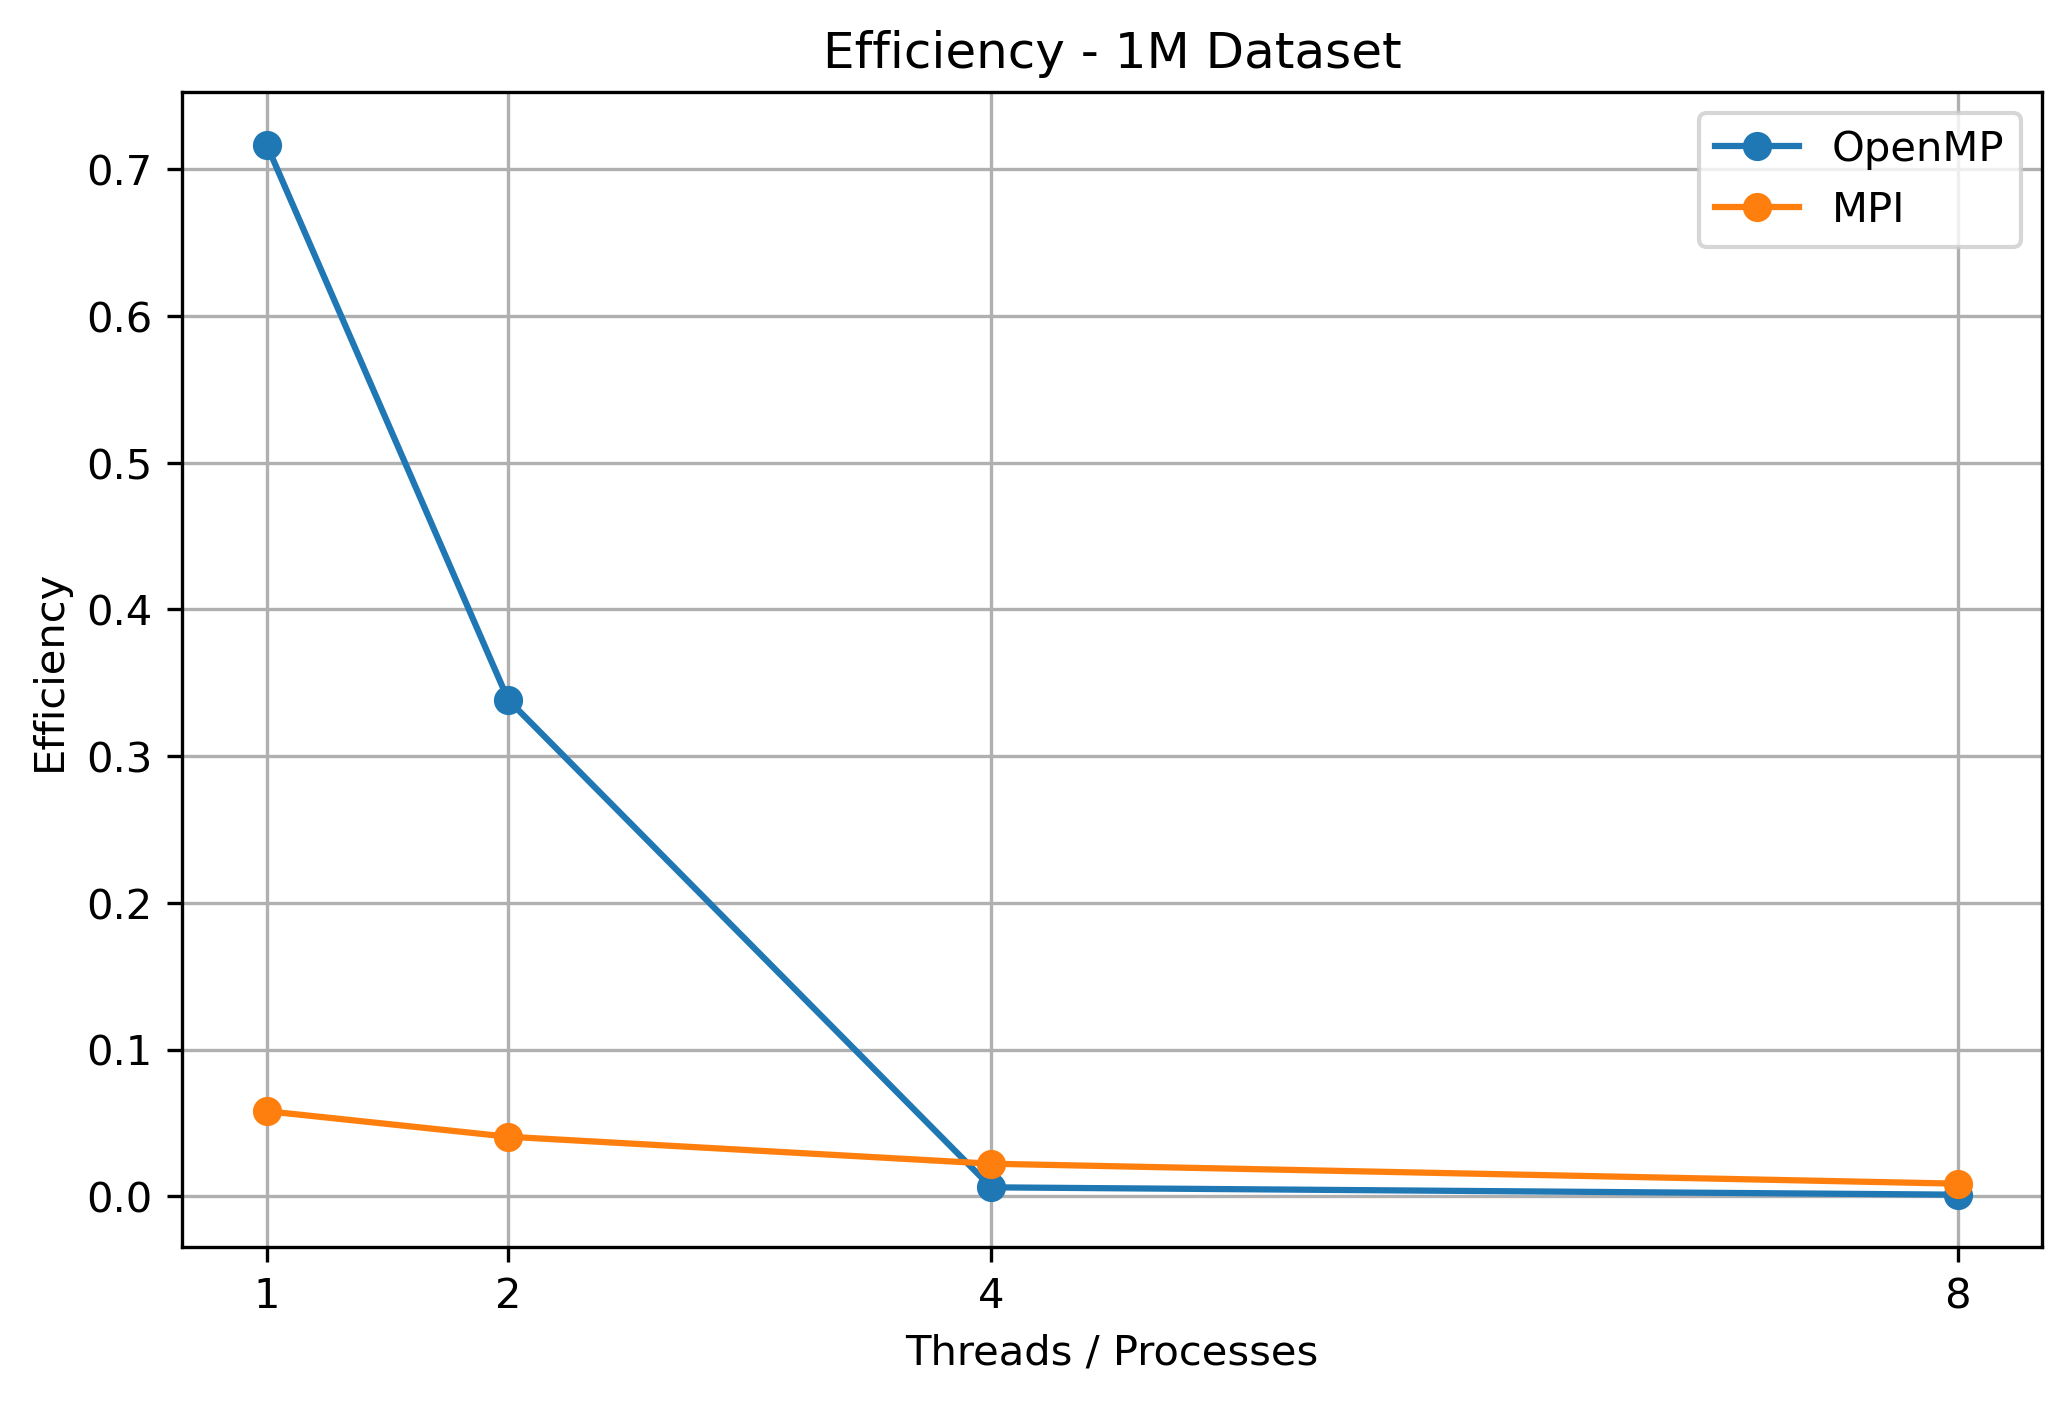 Efficiency - 1M Dataset
OpenMP
MPI
0.7
0.6
0.5
0.4
0.3
0.2
0.1
0.0
Efficiency
1 2 4 8
Threads / Processes